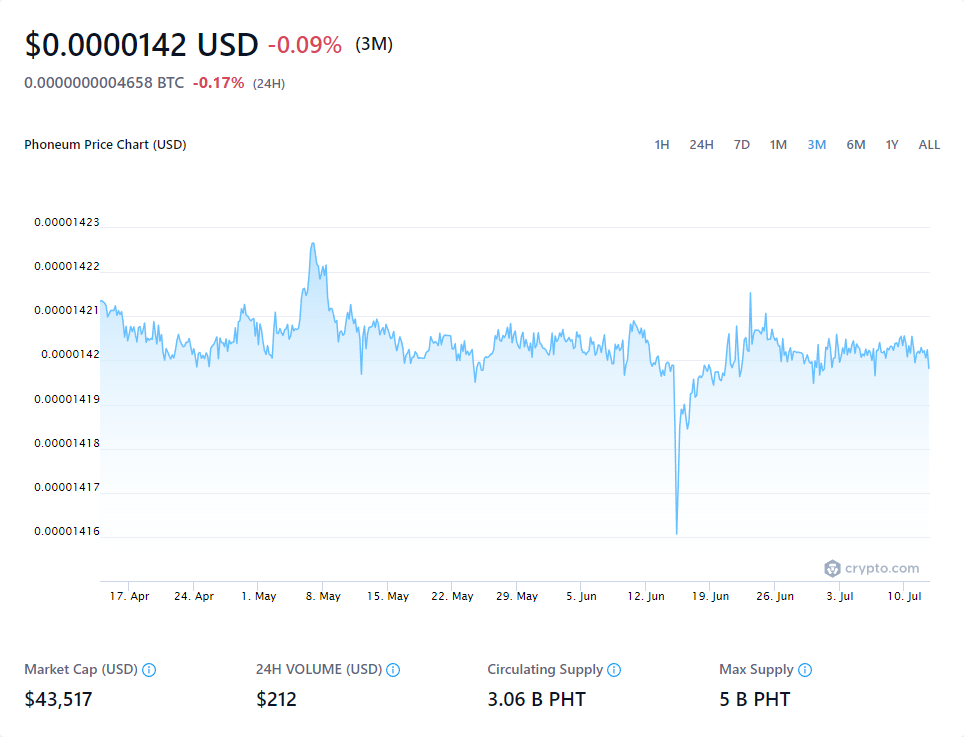 $0.0000142 USD -0.09% (3M)
0.0000000004658 BTC -0.17% (24H)
Phoneum Price Chart (USD) 1H 24H 7D 1M 3M 6M 1Y ALL
0.00001423
0.00001422
0.00001421
0.0000142
0.00001419
0.00001418
0.00001417
0.00001416
crypto.com
17. Apr 24. Apr 1. May 8. May 15. May 22. May 29. May 5. Jun 12. Jun 19. Jun 26. Jun 3. Jul 10. Jul
Market Cap (USD) 24H VOLUME (USD) Circulating Supply Max Supply
$43,517 $212 3.06 B PHT 5 B PHT